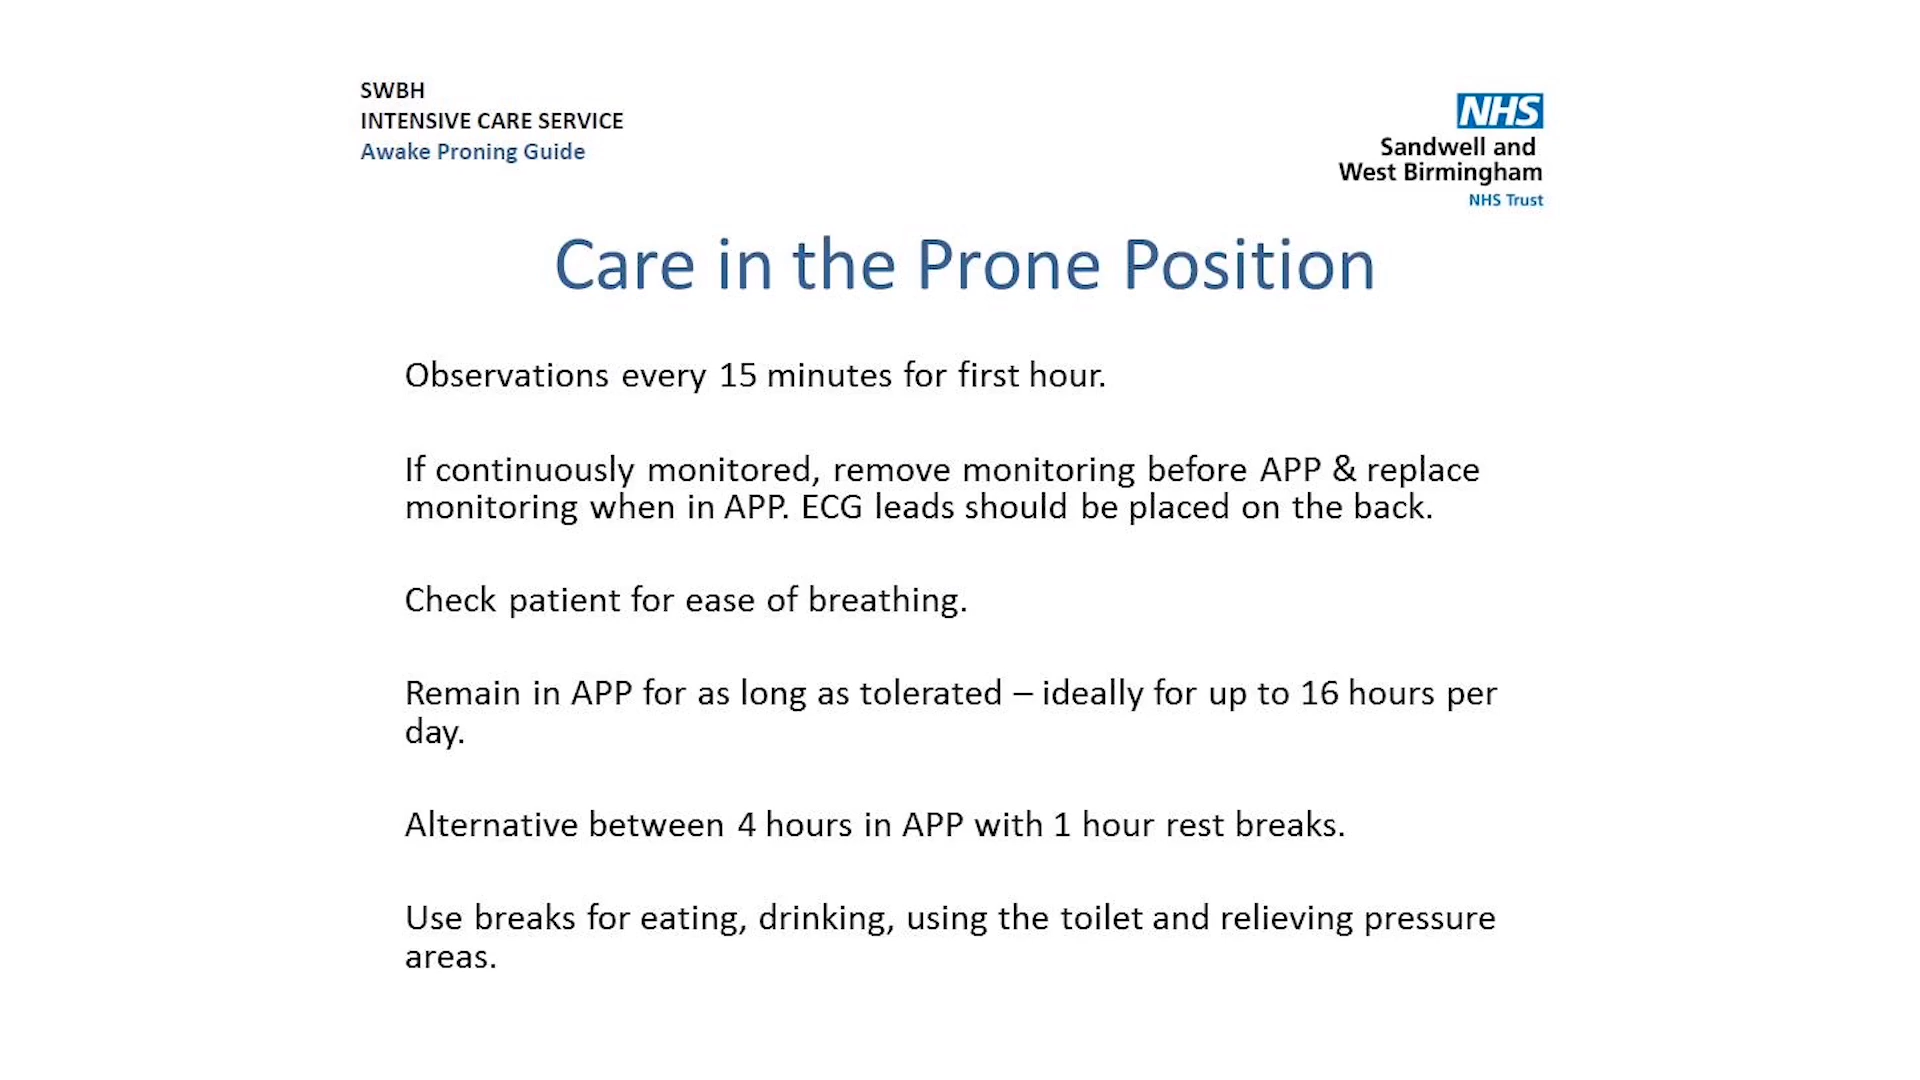 SWBH
INTENSIVE CARE SERVICE
Awake Proning Guide
NHS
Sandwell and
West Birmingham
NHS Trust
Care in the Prone Position
Observations every 15 minutes for first hour.
If continuously monitored, remove monitoring before APP & replace
monitoring when in APP. ECG leads should be placed on the back.
Check patient for ease of breathing.
Remain in APP for as long as tolerated – ideally for up to 16 hours per
day.
Alternative between 4 hours in APP with 1 hour rest breaks.
Use breaks for eating, drinking, using the toilet and relieving pressure
areas.